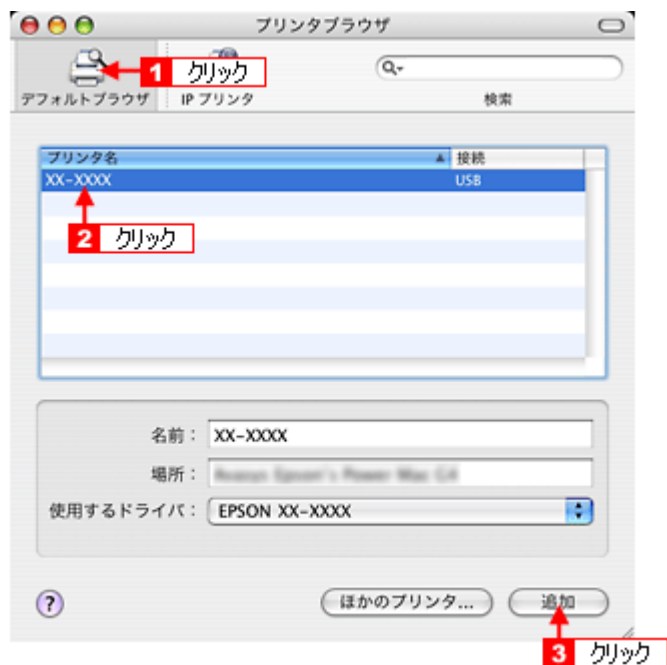 プリンタブラウザ
1 クリック
デフォルトブラウザ IP プリンタ 検索
プリンタ名 接続
XX-XXXX USB
2 クリック
名前： XX-XXXX
場所：
使用するドライバ： EPSON XX-XXXX
? ほかのプリンタ... 追加
3 クリック